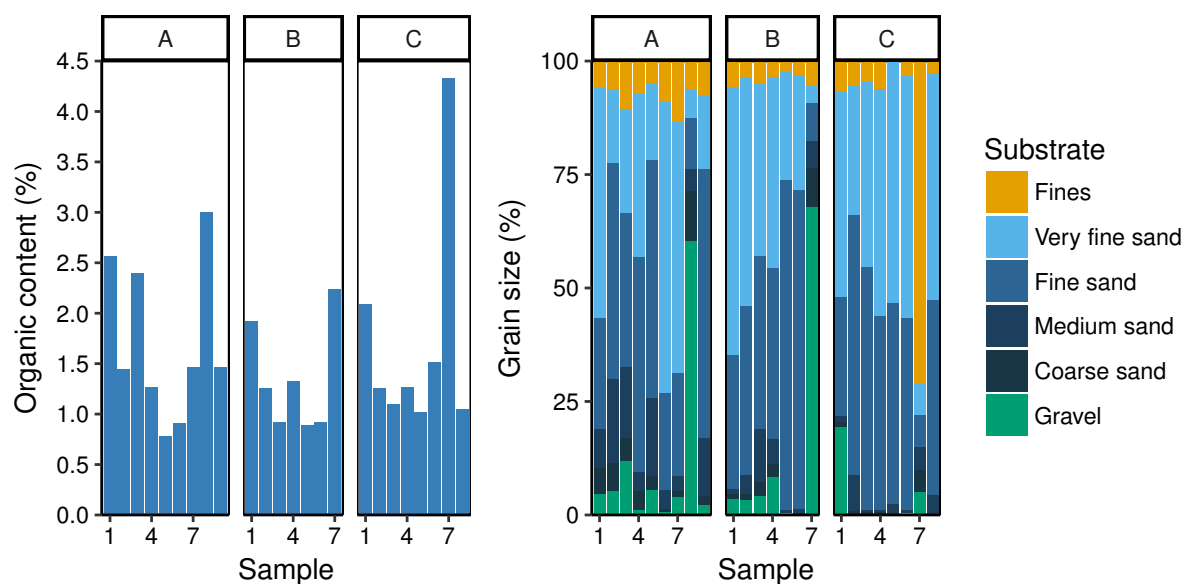 A B C
4.5
4.0
3.5
3.0
2.5
2.0
1.5
1.0
0.5
0.0
Organic content (%)
1 4 7 1 4 7 1 4 7
Sample
A B C
100
75
50
25
0
Grain size (%)
1 4 7 1 4 7 1 4 7
Sample
Substrate
Fines
Very fine sand
Fine sand
Medium sand
Coarse sand
Gravel